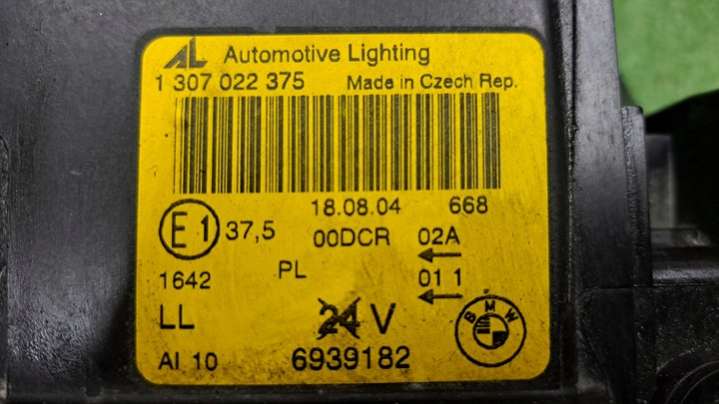 AL Automotive Lighting
1 307 022 375 Made in Czech Rep.
18.08.04 668
E1 37,5 00DCR 02A
1642 PL 01 1
LL 24 V
BMW
AI 10 6939182